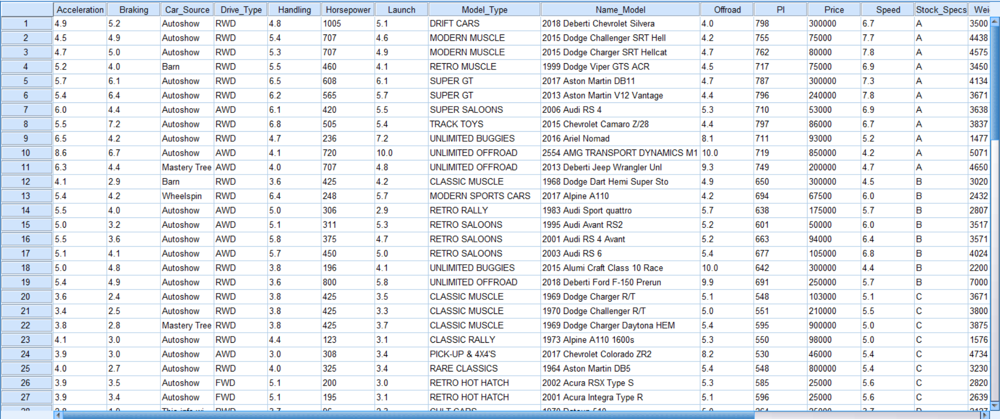 Acceleration Braking Car_Source Drive_Type Handling Horsepower Launch Model_Type Name_Model Offroad PI Price Speed Stock_Specs Wei
1 4.9 5.2 Autoshow RWD 4.8 1005 5.1 DRIFT CARS 2018 Deberti Chevrolet Silvera 4.0 798 300000 6.7 A 3500
2 4.5 4.9 Autoshow RWD 5.4 707 4.6 MODERN MUSCLE 2015 Dodge Challenger SRT Hell 4.2 755 75000 7.7 A 4438
3 4.7 5.0 Autoshow RWD 5.3 707 4.9 MODERN MUSCLE 2015 Dodge Charger SRT Hellcat 4.7 762 80000 7.8 A 4575
4 5.2 4.0 Barn RWD 5.5 460 4.1 RETRO MUSCLE 1999 Dodge Viper GTS ACR 4.5 717 75000 6.9 A 3450
5 5.7 6.1 Autoshow RWD 6.5 608 6.1 SUPER GT 2017 Aston Martin DB11 4.7 787 300000 7.3 A 4134
6 5.4 6.4 Autoshow RWD 6.2 565 5.7 SUPER GT 2013 Aston Martin V12 Vantage 4.4 796 240000 7.8 A 3671
7 6.0 4.4 Autoshow AWD 6.1 420 5.5 SUPER SALOONS 2006 Audi RS 4 5.3 710 53000 6.9 A 3638
8 5.5 7.2 Autoshow RWD 6.8 505 5.4 TRACK TOYS 2015 Chevrolet Camaro Z/28 4.4 797 86000 6.7 A 3837
9 6.5 4.2 Autoshow RWD 4.7 236 7.2 UNLIMITED BUGGIES 2016 Ariel Nomad 8.1 711 93000 5.2 A 1477
10 8.6 6.7 Autoshow AWD 4.1 720 10.0 UNLIMITED OFFROAD 2554 AMG TRANSPORT DYNAMICS M1 10.0 719 850000 4.2 A 5071
11 6.3 4.4 Mastery Tree AWD 4.0 707 4.8 UNLIMITED OFFROAD 2013 Deberti Jeep Wrangler Unl 9.3 749 200000 4.7 A 4650
12 4.1 2.9 Barn RWD 3.6 425 4.2 CLASSIC MUSCLE 1968 Dodge Dart Hemi Super Sto 4.9 650 300000 4.5 B 3020
13 5.4 4.2 Wheelspin RWD 6.4 248 5.7 MODERN SPORTS CARS 2017 Alpine A110 4.2 694 67500 6.0 B 2432
14 5.5 4.0 Autoshow AWD 5.0 306 2.9 RETRO RALLY 1983 Audi Sport quattro 5.7 638 175000 5.7 B 2807
15 5.0 3.2 Autoshow AWD 5.1 311 5.3 RETRO SALOONS 1995 Audi Avant RS2 5.2 601 50000 6.0 B 3517
16 5.5 3.6 Autoshow AWD 5.8 375 4.7 RETRO SALOONS 2001 Audi RS 4 Avant 5.2 663 94000 6.4 B 3571
17 5.1 4.1 Autoshow AWD 5.7 450 5.0 RETRO SALOONS 2003 Audi RS 6 5.4 677 105000 6.8 B 4024
18 5.0 4.8 Autoshow RWD 3.8 196 4.1 UNLIMITED BUGGIES 2015 Alumi Craft Class 10 Race 10.0 642 300000 4.4 B 2200
19 5.4 4.9 Autoshow RWD 3.6 800 5.8 UNLIMITED OFFROAD 2018 Deberti Ford F-150 Prerun 9.9 691 250000 5.7 B 7000
20 3.6 2.4 Autoshow RWD 3.8 425 3.5 CLASSIC MUSCLE 1969 Dodge Charger R/T 5.1 548 103000 5.1 C 3671
21 3.4 2.5 Autoshow RWD 3.8 425 3.3 CLASSIC MUSCLE 1970 Dodge Challenger R/T 5.0 551 210000 5.5 C 3800
22 3.8 2.8 Mastery Tree RWD 3.8 425 3.7 CLASSIC MUSCLE 1969 Dodge Charger Daytona HEM 5.4 595 900000 5.0 C 3875
23 4.1 3.0 Autoshow RWD 4.4 123 3.1 CLASSIC RALLY 1973 Alpine A110 1600s 5.3 550 98000 5.0 C 1576
24 3.9 3.0 Autoshow AWD 3.0 308 3.4 PICK-UP & 4X4'S 2017 Chevrolet Colorado ZR2 8.2 530 46000 5.4 C 4734
25 4.0 2.7 Autoshow RWD 4.0 325 3.4 RARE CLASSICS 1964 Aston Martin DB5 5.4 548 800000 5.4 C 3230
26 3.9 3.5 Autoshow FWD 5.1 200 3.0 RETRO HOT HATCH 2002 Acura RSX Type S 5.3 585 25000 5.6 C 2820
27 3.9 3.4 Autoshow FWD 5.1 195 3.1 RETRO HOT HATCH 2001 Acura Integra Type R 5.1 596 25000 5.6 C 2639